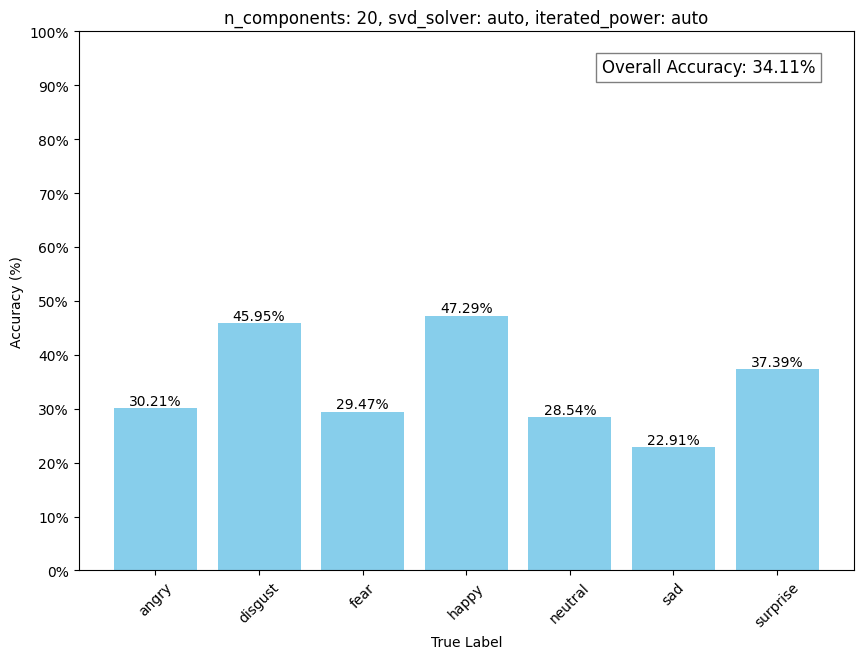 n_components: 20, svd_solver: auto, iterated_power: auto
100%
90%
80%
70%
60%
50%
40%
30%
20%
10%
0%
Accuracy (%)
Overall Accuracy: 34.11%
30.21%
45.95%
29.47%
47.29%
28.54%
22.91%
37.39%
angry
disgust
fear
happy
neutral
sad
surprise
True Label